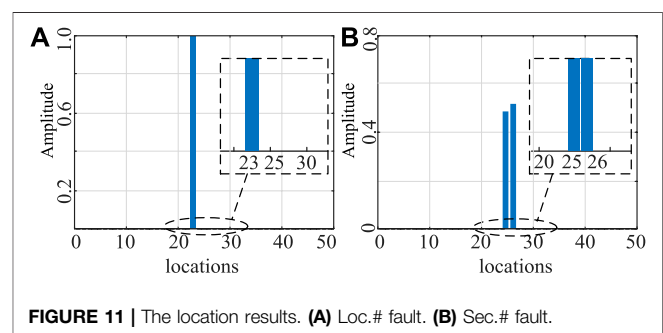 A
B
Amplitude
1.0
0.6
0.2
23 25 30
0 10 20 30 40 50
locations
Amplitude
0.8
0.4
0
20 25 26
0 10 20 30 40 50
locations
FIGURE 11 | The location results. (A) Loc.# fault. (B) Sec.# fault.